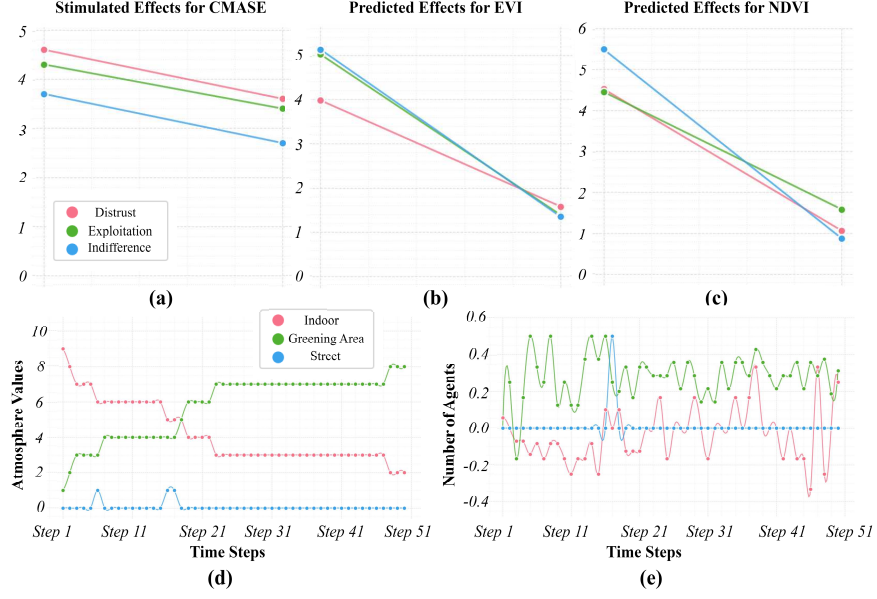 Stimulated Effects for CMASE
5
4
3
2
1
0
Distrust
Exploitation
Indifference
(a)
Predicted Effects for EVI
5
4
3
2
1
0
(b)
Predicted Effects for NDVI
6
5
4
3
2
1
0
(c)
Indoor
Greening Area
Street
Atmosphere Values
10
8
6
4
2
0
Step 1 Step 11 Step 21 Step 31 Step 41 Step 51
Time Steps
(d)
Number of Agents
0.6
0.4
0.2
0.0
-0.2
-0.4
Step 1 Step 11 Step 21 Step 31 Step 41 Step 51
Time Steps
(e)